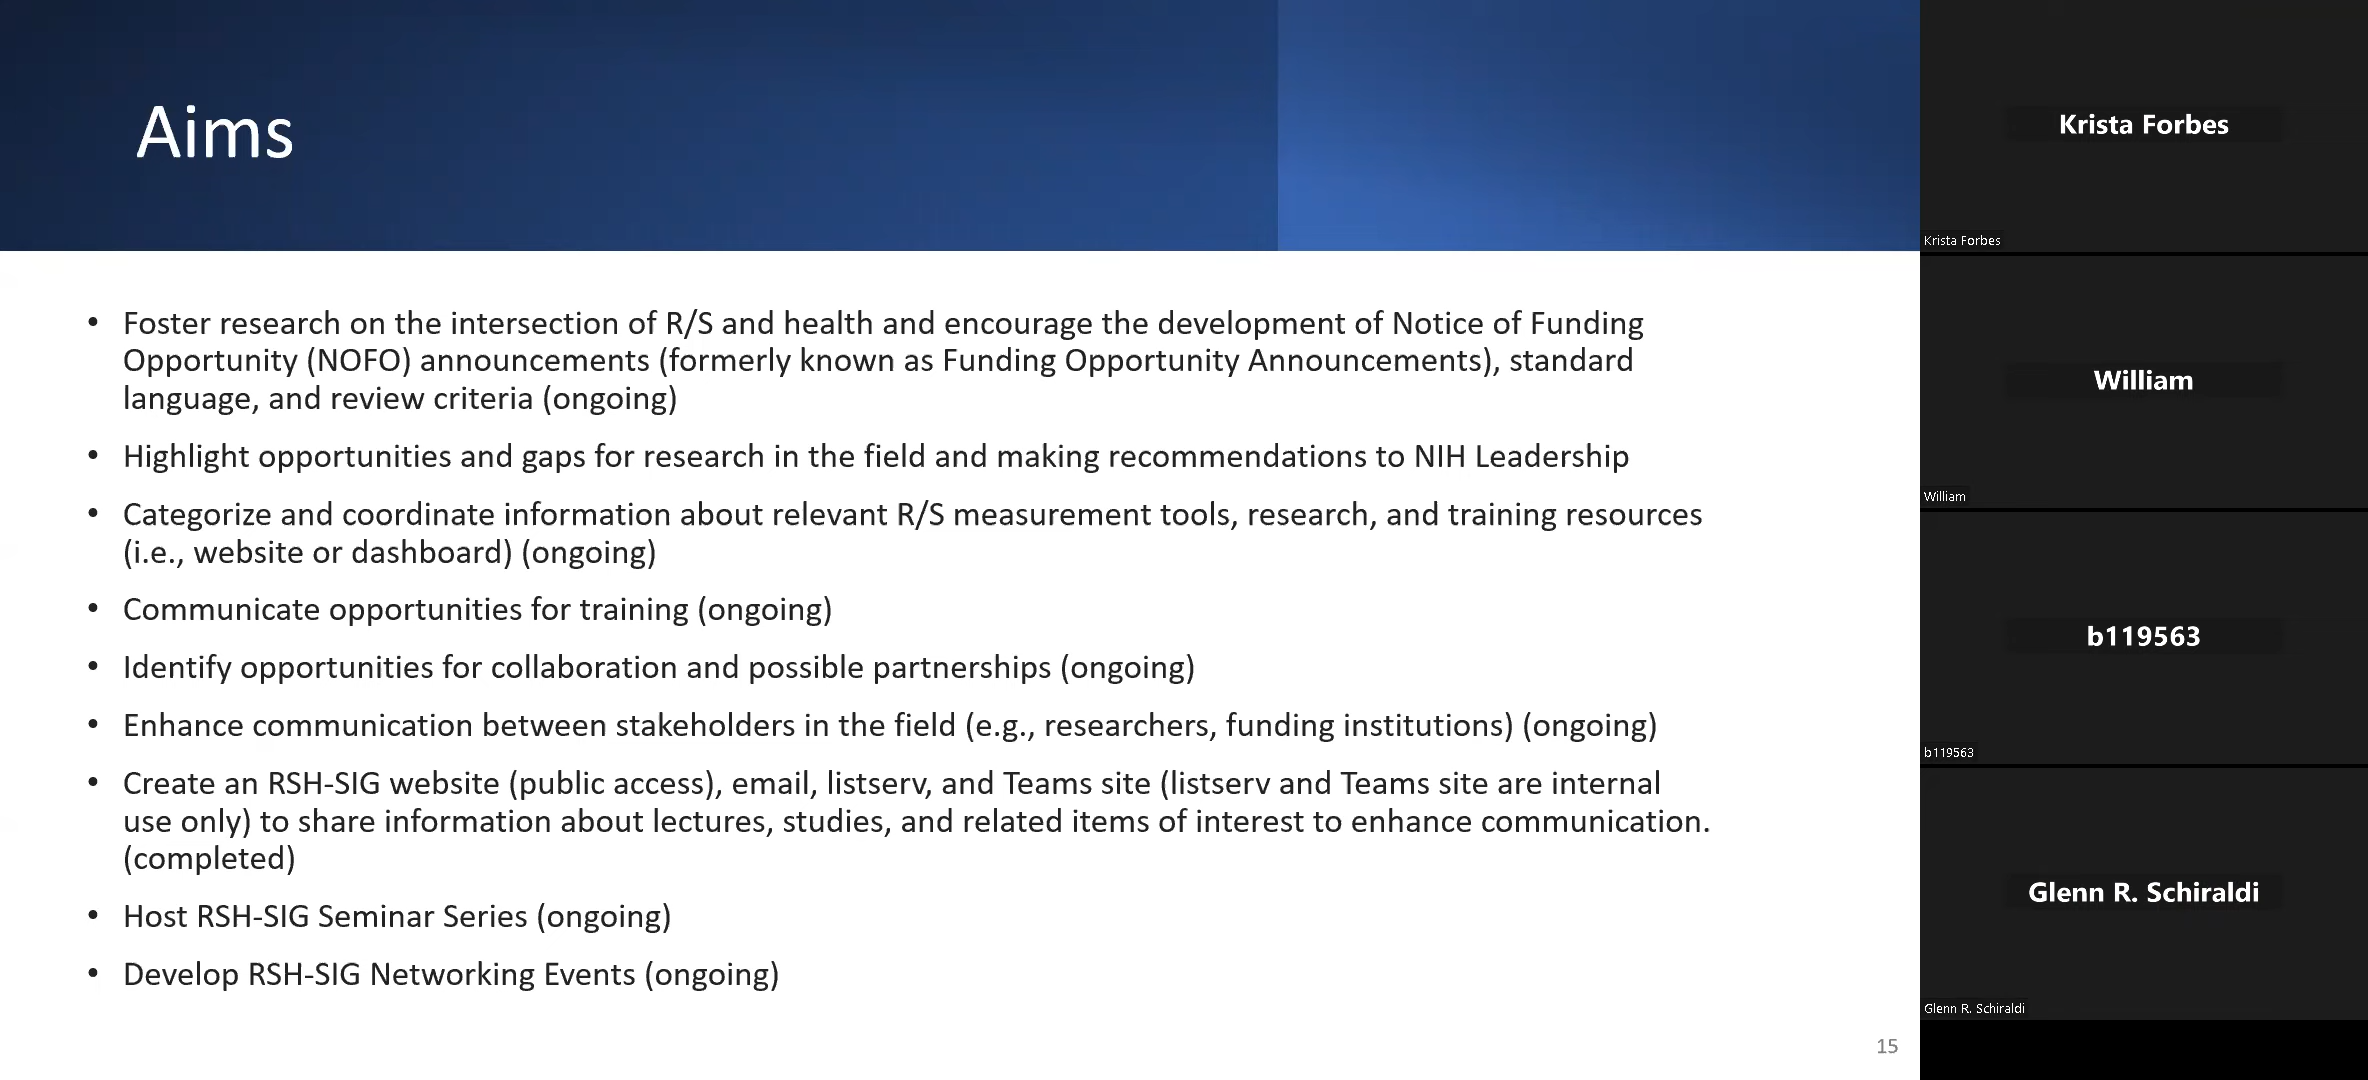 Aims
• Foster research on the intersection of R/S and health and encourage the development of Notice of Funding
Opportunity (NOFO) announcements (formerly known as Funding Opportunity Announcements), standard
language, and review criteria (ongoing)
• Highlight opportunities and gaps for research in the field and making recommendations to NIH Leadership
• Categorize and coordinate information about relevant R/S measurement tools, research, and training resources
(i.e., website or dashboard) (ongoing)
• Communicate opportunities for training (ongoing)
• Identify opportunities for collaboration and possible partnerships (ongoing)
• Enhance communication between stakeholders in the field (e.g., researchers, funding institutions) (ongoing)
• Create an RSH-SIG website (public access), email, listserv, and Teams site (listserv and Teams site are internal
use only) to share information about lectures, studies, and related items of interest to enhance communication.
(completed)
• Host RSH-SIG Seminar Series (ongoing)
• Develop RSH-SIG Networking Events (ongoing)
15
Krista Forbes
Krista Forbes
William
William
b119563
b119563
Glenn R. Schiraldi
Glenn R. Schiraldi